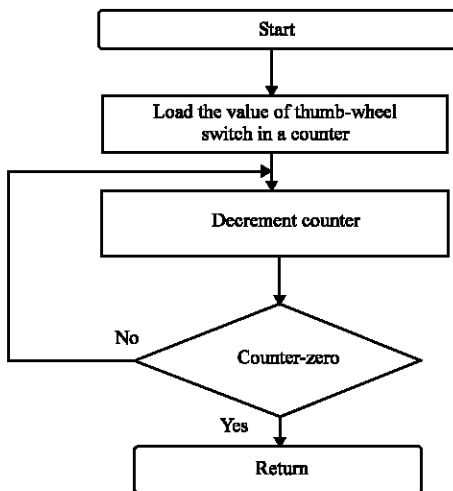 Start
Load the value of thumb-wheel
switch in a counter
Decrement counter
No
Counter-zero
Yes
Return